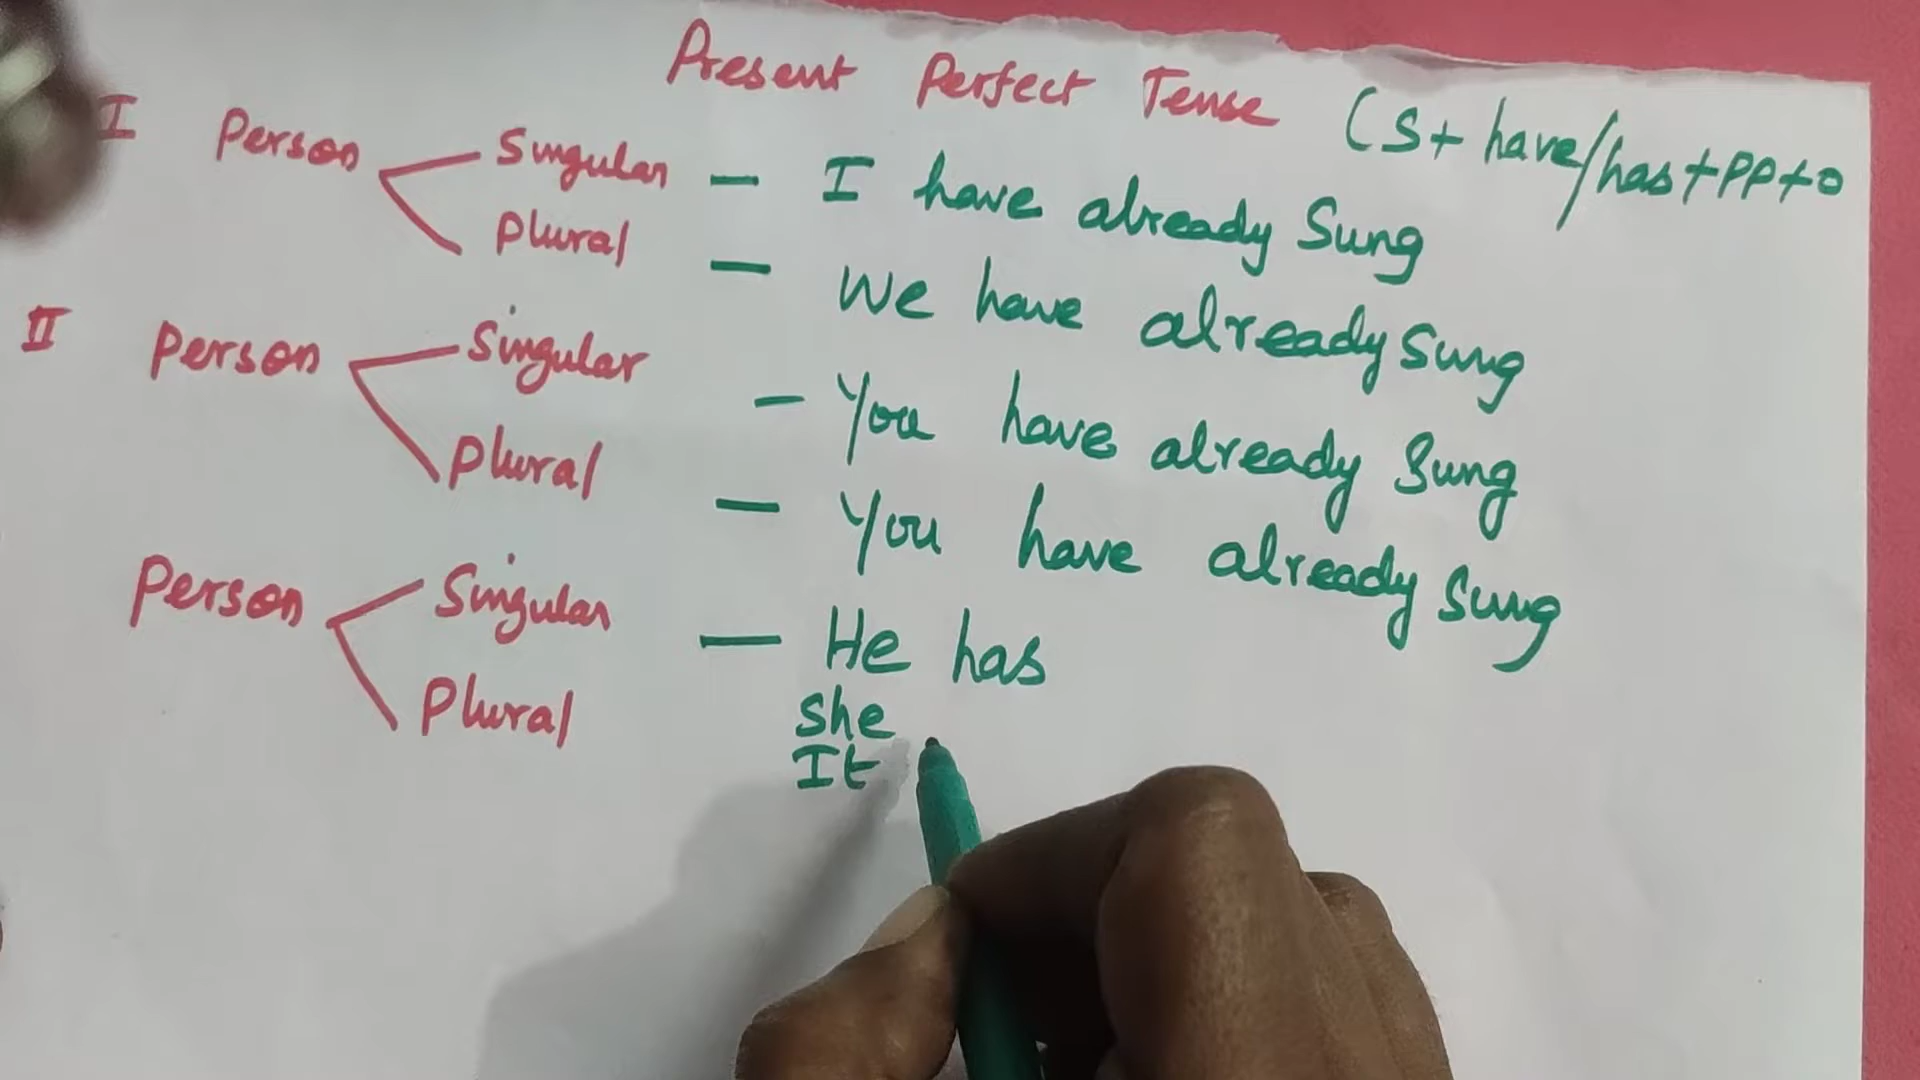 Present Perfect Tense (S+ have/has+PP+O
I Person Singular – I have already Sung
Plural – We have already Sung
II Person Singular – You have already Sung
Plural – You have already Sung
Person Singular – He has
She
It
Plural